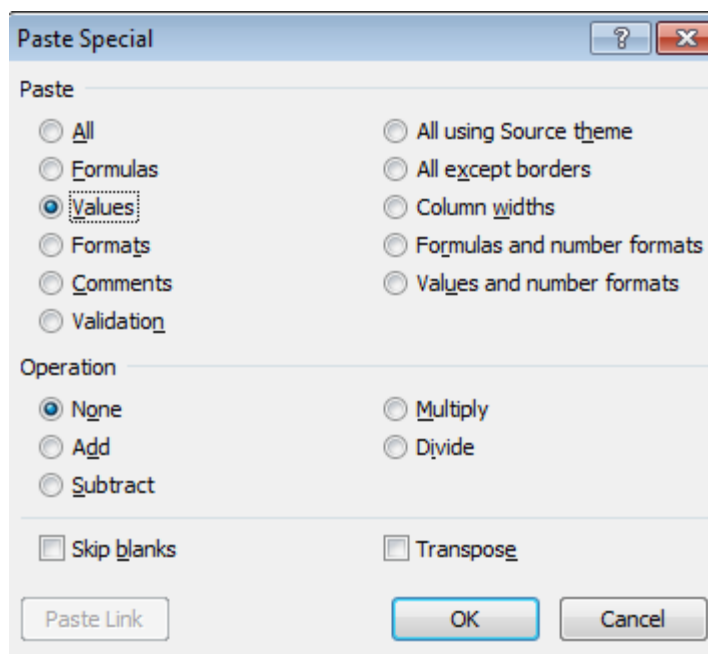 Paste Special
Paste
All
All using Source theme
Formulas
All except borders
Values
Column widths
Formats
Formulas and number formats
Comments
Values and number formats
Validation
Operation
None
Multiply
Add
Divide
Subtract
Skip blanks
Transpose
Paste Link
OK
Cancel